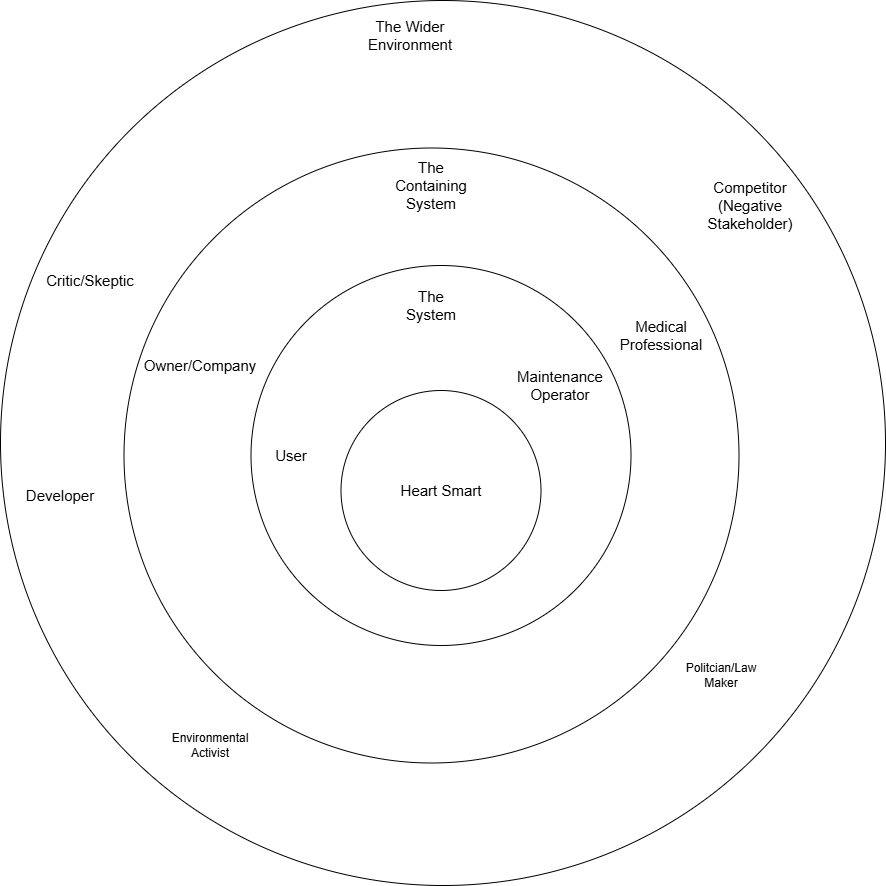 The Wider
Environment
The
Containing
System
Competitor
(Negative
Stakeholder)
Critic/Skeptic
The
System
Medical
Professional
Owner/Company
Maintenance
Operator
User
Heart Smart
Developer
Politcian/Law
Maker
Environmental
Activist